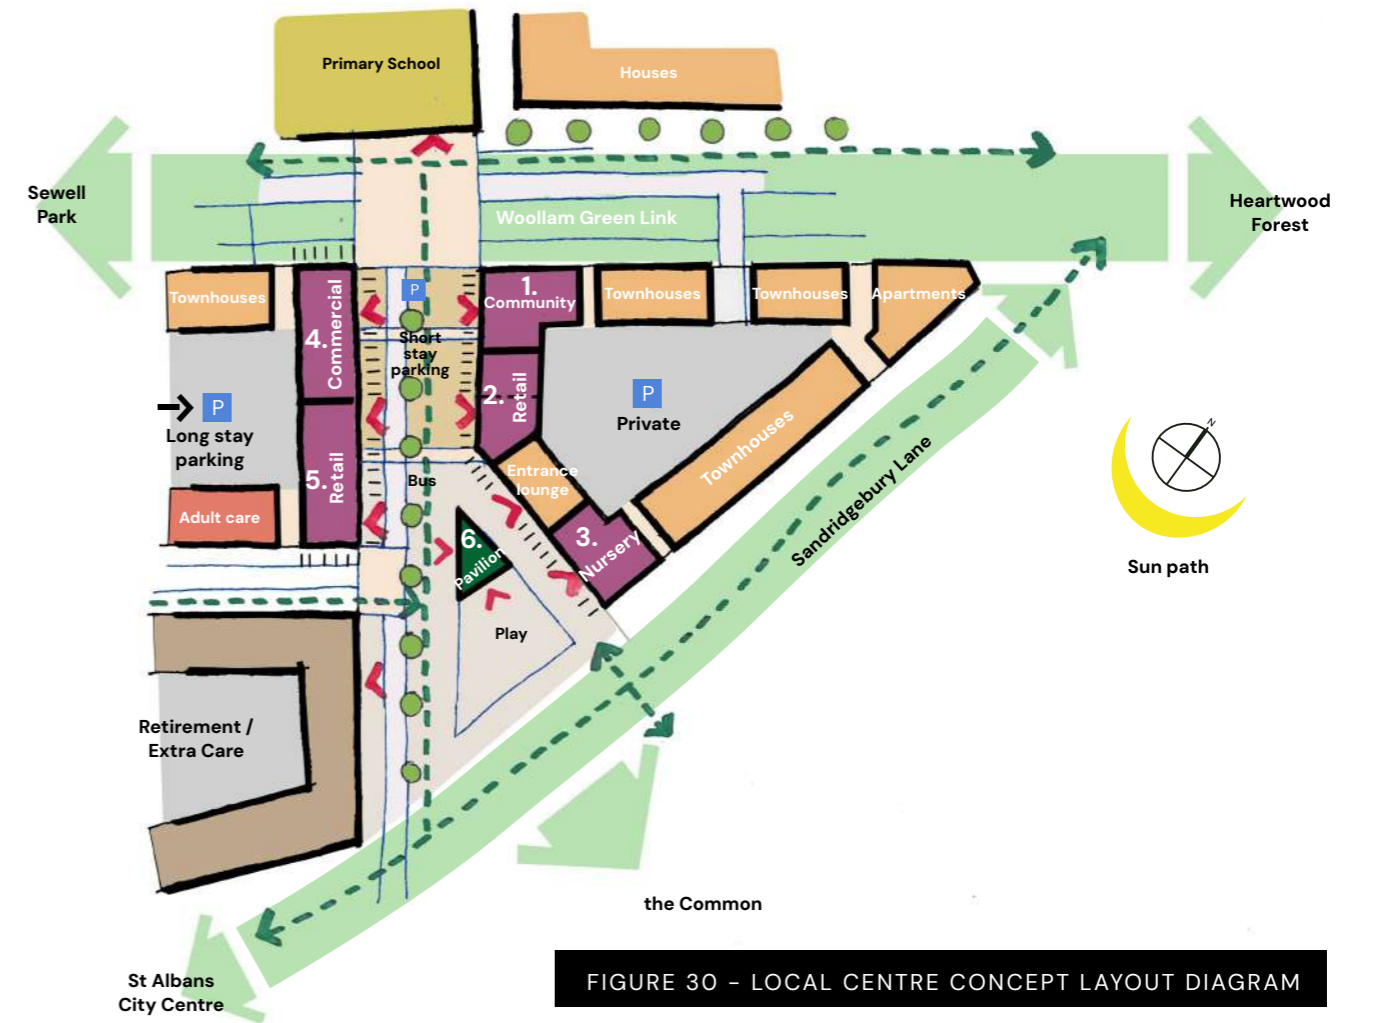 Primary School
Houses
Sewell
Park
Woollam Green Link
Heartwood
Forest
Townhouses
4.
Commercial
P
Short
stay
parking
1.
Community
Townhouses
Townhouses
Apartments
P
Long stay
parking
5.
Retail
2.
Retail
P
Private
Townhouses
Adult care
Bus
Entrance
lounge
6.
Pavilion
3.
Nursery
Play
Sandridgebury Lane
N
Sun path
Retirement /
Extra Care
the Common
St Albans
City Centre
FIGURE 30 - LOCAL CENTRE CONCEPT LAYOUT DIAGRAM